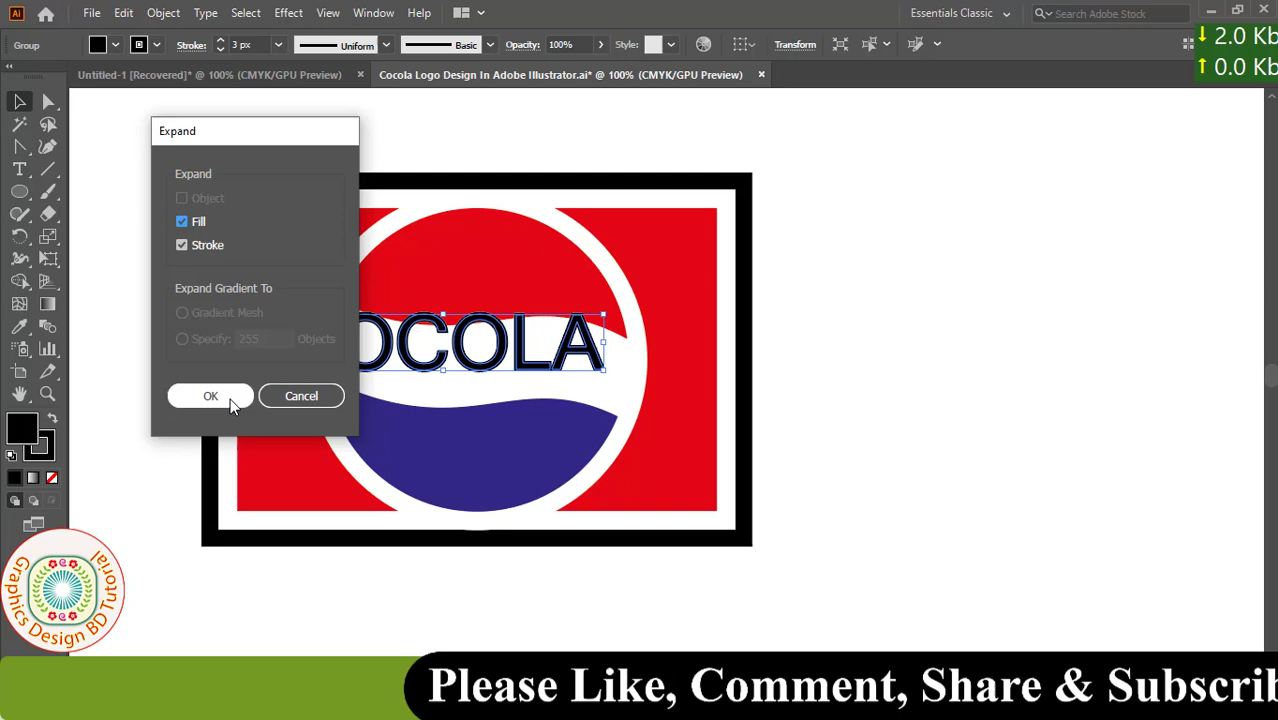 Ai File Edit Object Type Select Effect View Window Help Essentials Classic Search Adobe Stock
Group Stroke: 3 px Uniform Basic Opacity: 100% Style: Transform
2.0 Kb
0.0 Kb
Untitled-1 [Recovered]* @ 100% (CMYK/GPU Preview) × Cocola Logo Design In Adobe Illustrator.ai* @ 100% (CMYK/GPU Preview) ×
Expand
Expand
Object
Fill
Stroke
Expand Gradient To
Gradient Mesh
Specify: 255 Objects
OK Cancel
OCOLA
Graphics Design BD Tutorial
Please Like, Comment, Share & Subscrib